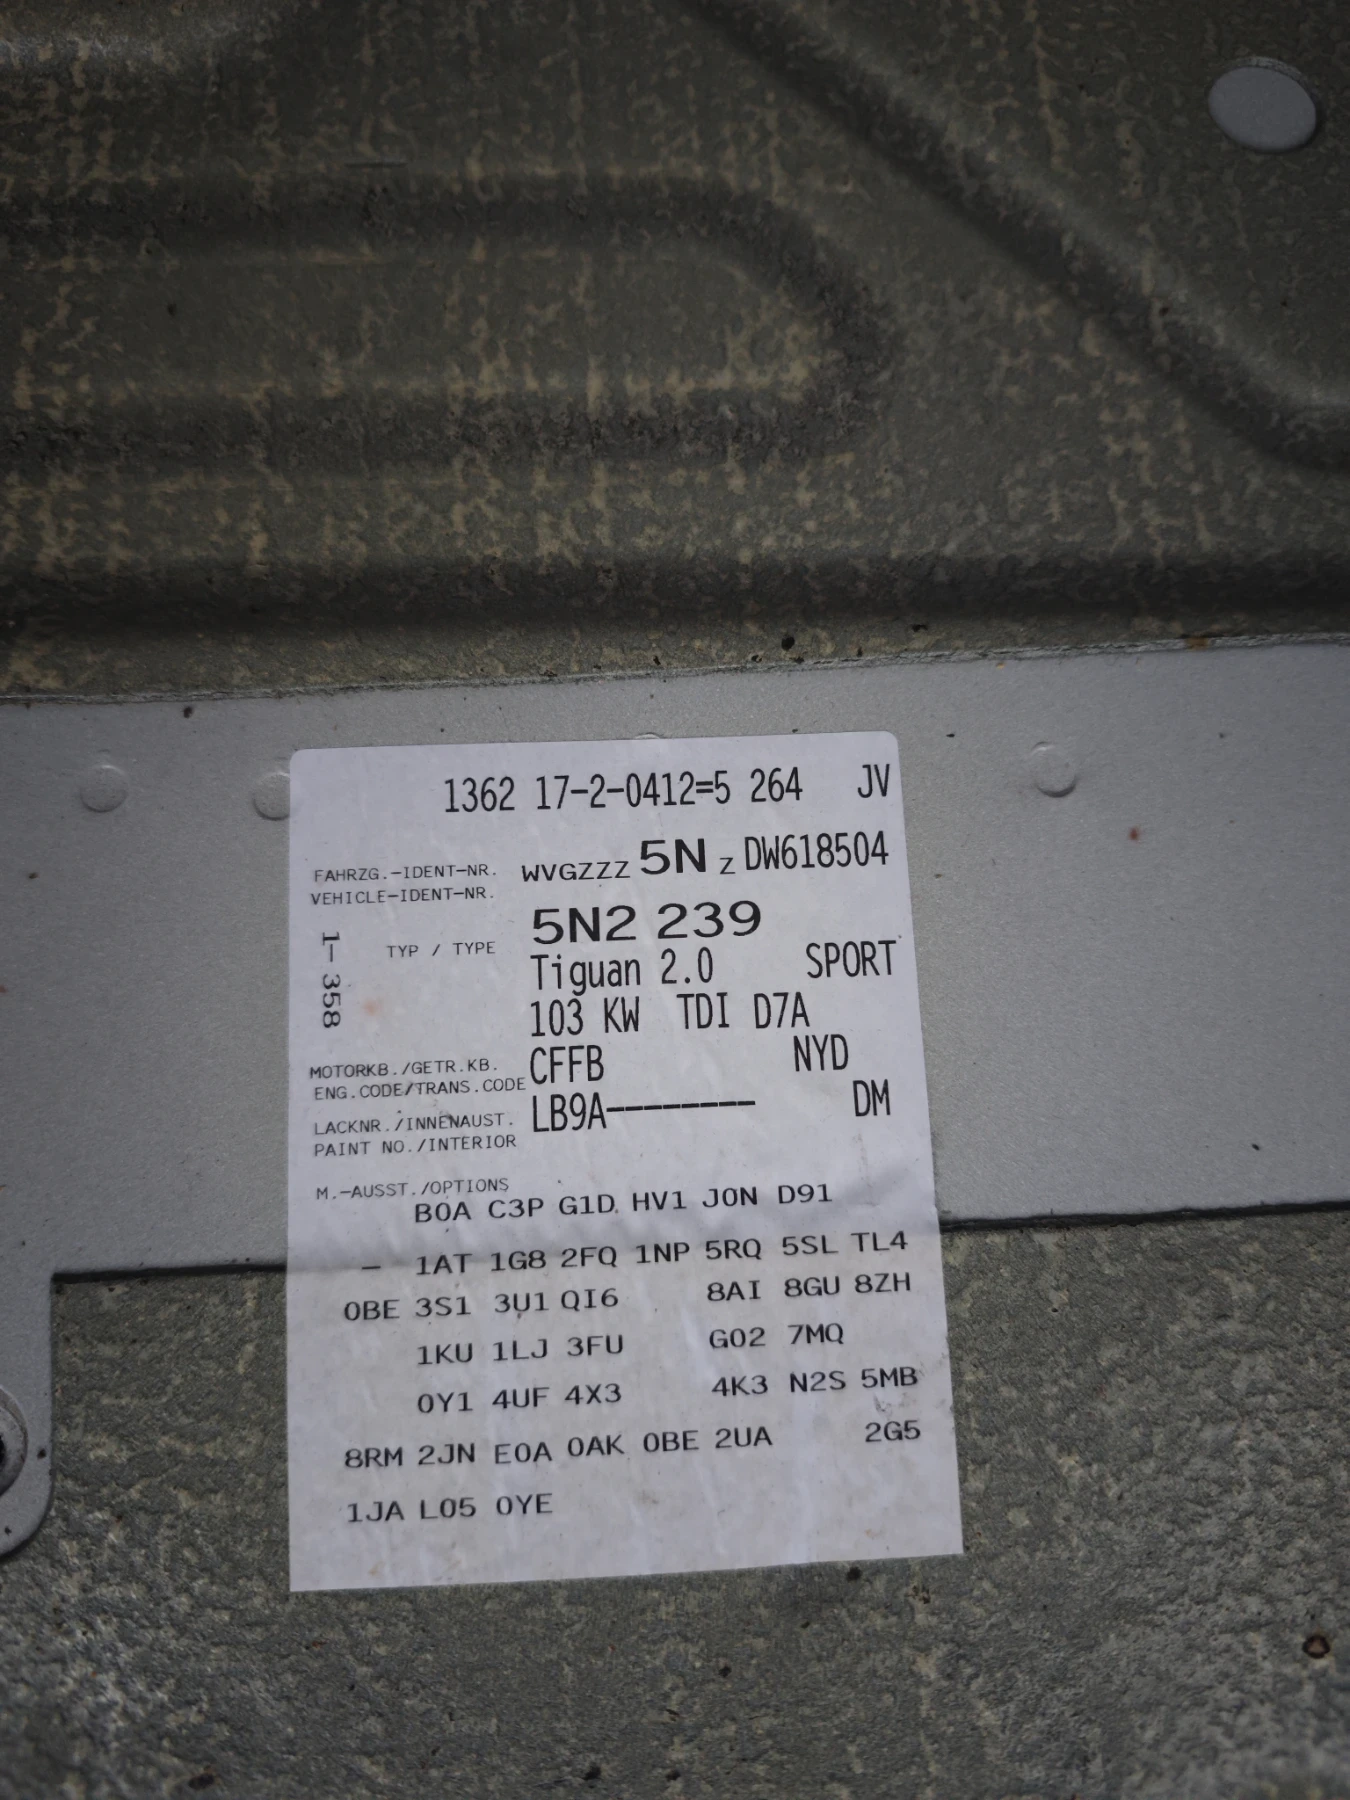 1362 17-2-0412=5 264 JV
FAHRZG.-IDENT-NR. WVGZZZ 5N Z DW618504
VEHICLE-IDENT-NR.
5N2 239
1- 358
TYP / TYPE Tiguan 2.0 SPORT
103 KW TDI D7A
MOTORKB./GETR.KB. CFFB NYD
ENG.CODE/TRANS.CODE
LACKNR./INNENAUST. LB9A-------- DM
PAINT NO./INTERIOR
M.-AUSST./OPTIONS
B0A C3P G1D HV1 J0N D91
- 1AT 1G8 2FQ 1NP 5RQ 5SL TL4
0BE 3S1 3U1 QI6 8AI 8GU 8ZH
1KU 1LJ 3FU G02 7MQ
0Y1 4UF 4X3 4K3 N2S 5MB
8RM 2JN E0A 0AK 0BE 2UA 2G5
1JA L05 0YE